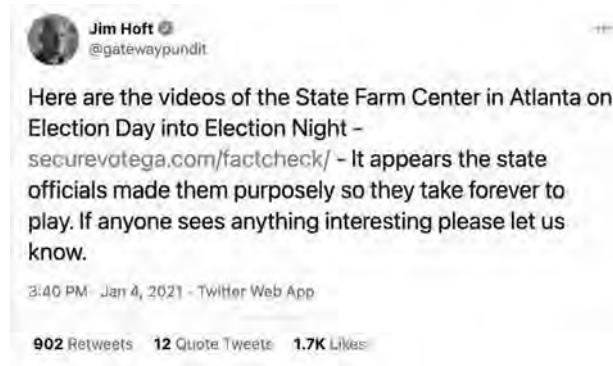 Jim Hoft
@gatewaypundit
Here are the videos of the State Farm Center in Atlanta on
Election Day into Election Night –
securevotega.com/factcheck/ - It appears the state
officials made them purposely so they take forever to
play. If anyone sees anything interesting please let us
know.
3:40 PM · Jan 4, 2021 · Twitter Web App
902 Retweets 12 Quote Tweets 1.7K Likes